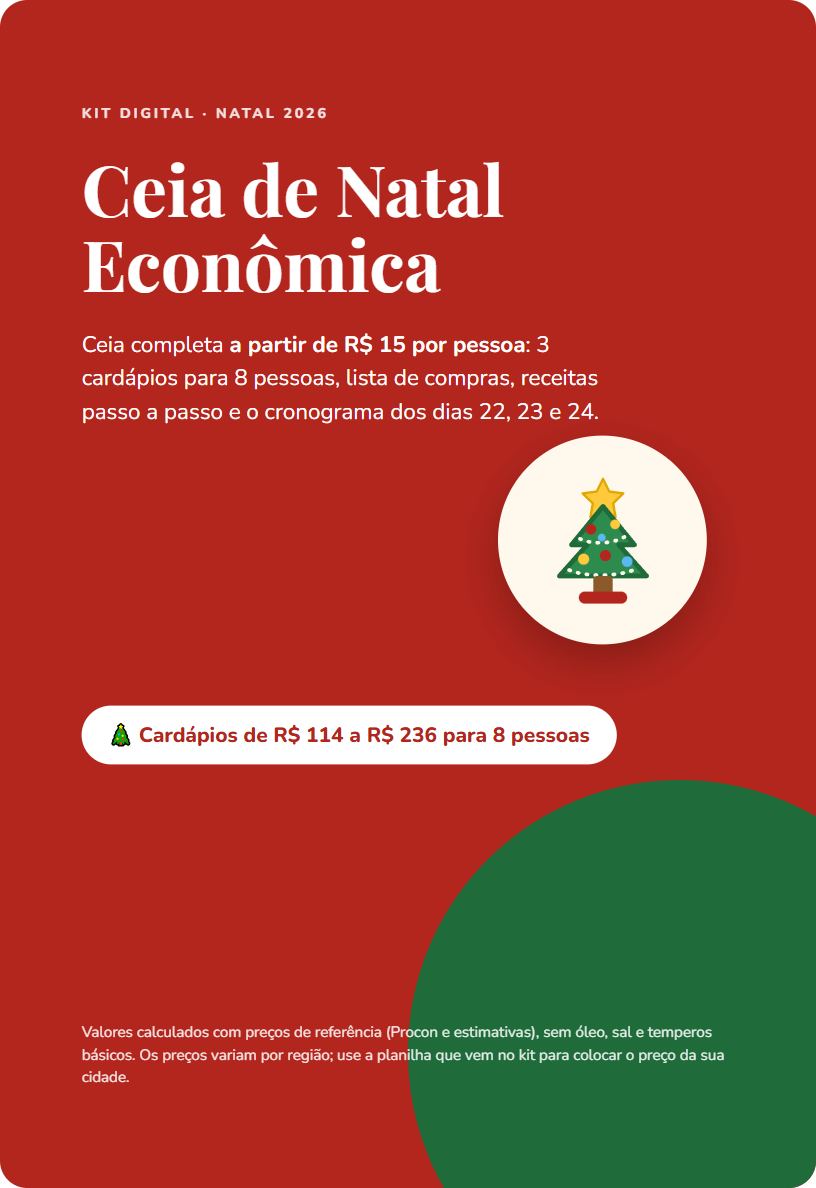 KIT DIGITAL · NATAL 2026
Ceia de Natal
Econômica
Ceia completa a partir de R$ 15 por pessoa: 3
cardápios para 8 pessoas, lista de compras, receitas
passo a passo e o cronograma dos dias 22, 23 e 24.
🎄 Cardápios de R$ 114 a R$ 236 para 8 pessoas
Valores calculados com preços de referência (Procon e estimativas), sem óleo, sal e temperos
básicos. Os preços variam por região; use a planilha que vem no kit para colocar o preço da sua
cidade.